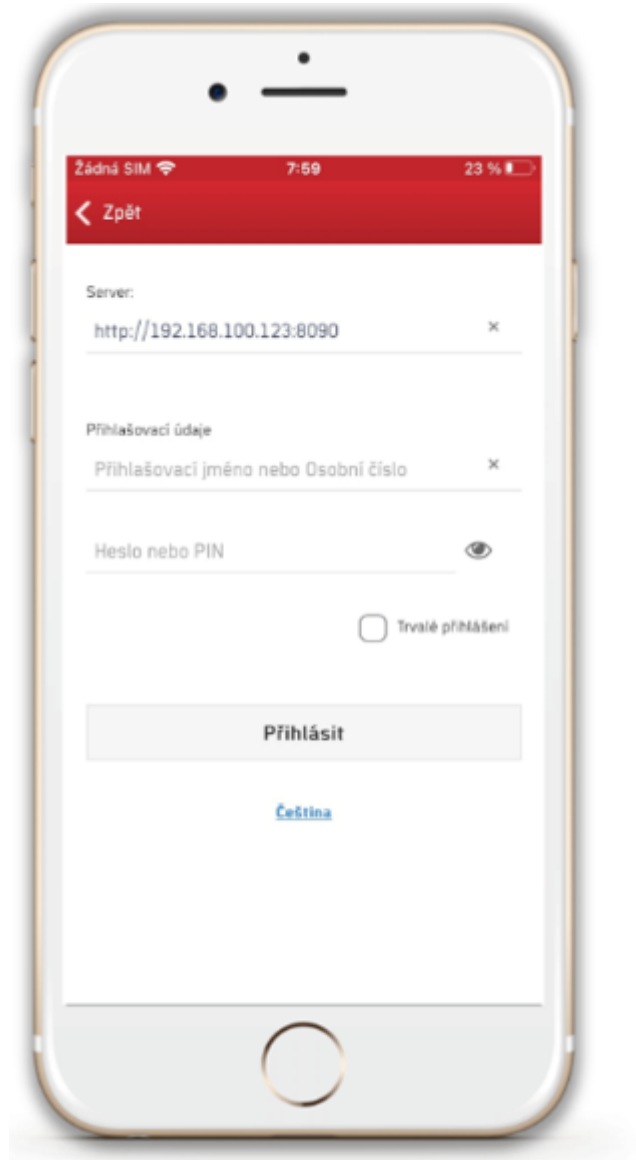 Žádná SIM 7:59 23 %
Zpět
Server:
http://192.168.100.123:8090 ×
Přihlašovací údaje
Přihlašovací jméno nebo Osobní číslo ×
Heslo nebo PIN
Trvalé přihlášení
Přihlásit
Čeština